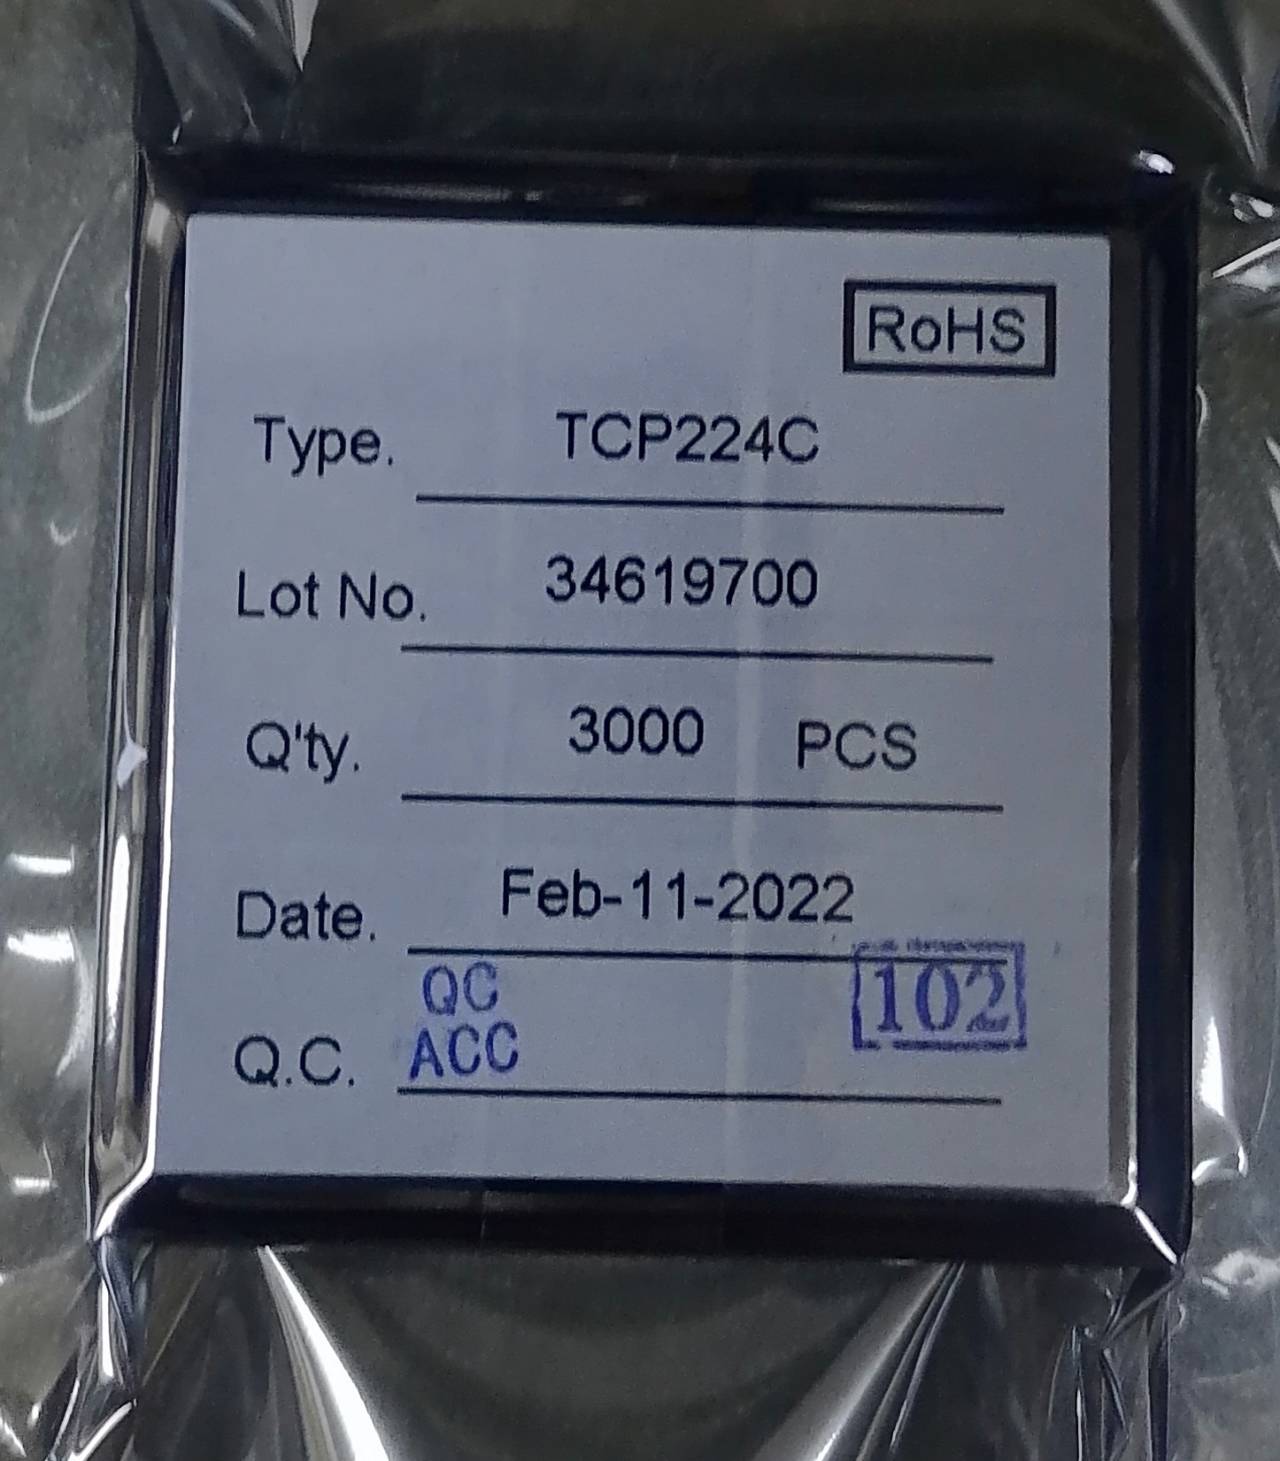 RoHS
Type. TCP224C
Lot No. 34619700
Q'ty. 3000 PCS
Date. Feb-11-2022
QC
102
Q.C. ACC